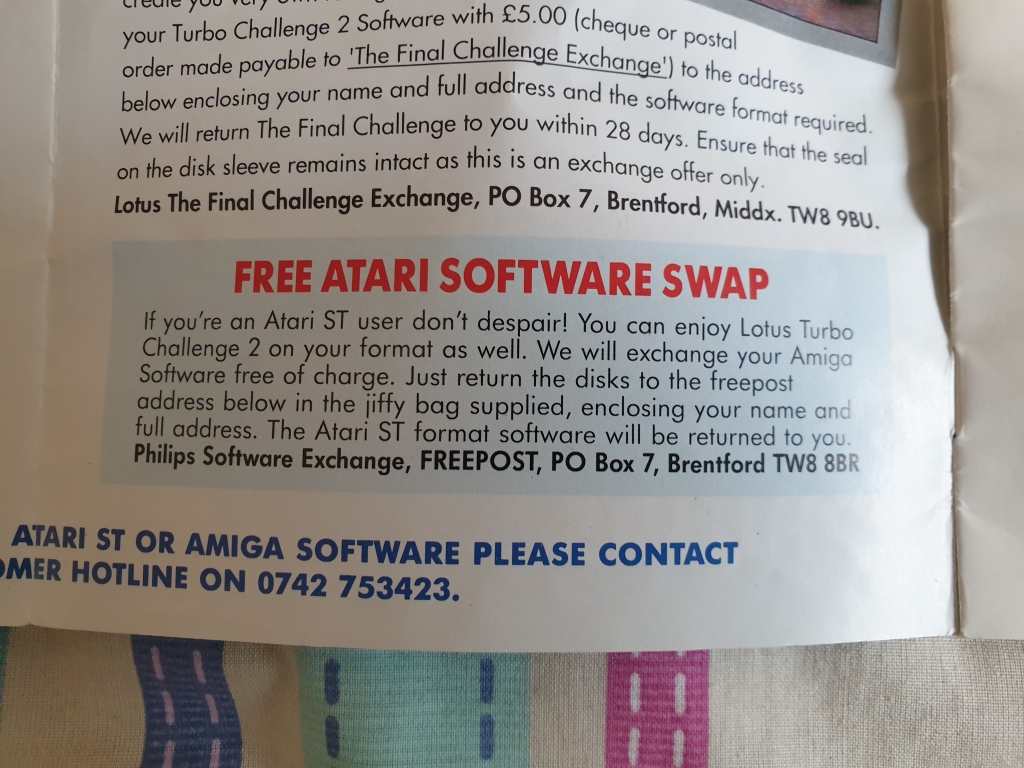 create you very own
your Turbo Challenge 2 Software with £5.00 (cheque or postal
order made payable to 'The Final Challenge Exchange') to the address
below enclosing your name and full address and the software format required.
We will return The Final Challenge to you within 28 days. Ensure that the seal
on the disk sleeve remains intact as this is an exchange offer only.
Lotus The Final Challenge Exchange, PO Box 7, Brentford, Middx. TW8 9BU.
FREE ATARI SOFTWARE SWAP
If you're an Atari ST user don't despair! You can enjoy Lotus Turbo
Challenge 2 on your format as well. We will exchange your Amiga
Software free of charge. Just return the disks to the freepost
address below in the jiffy bag supplied, enclosing your name and
full address. The Atari ST format software will be returned to you.
Philips Software Exchange, FREEPOST, PO Box 7, Brentford TW8 8BR
ATARI ST OR AMIGA SOFTWARE PLEASE CONTACT
OMER HOTLINE ON 0742 753423.